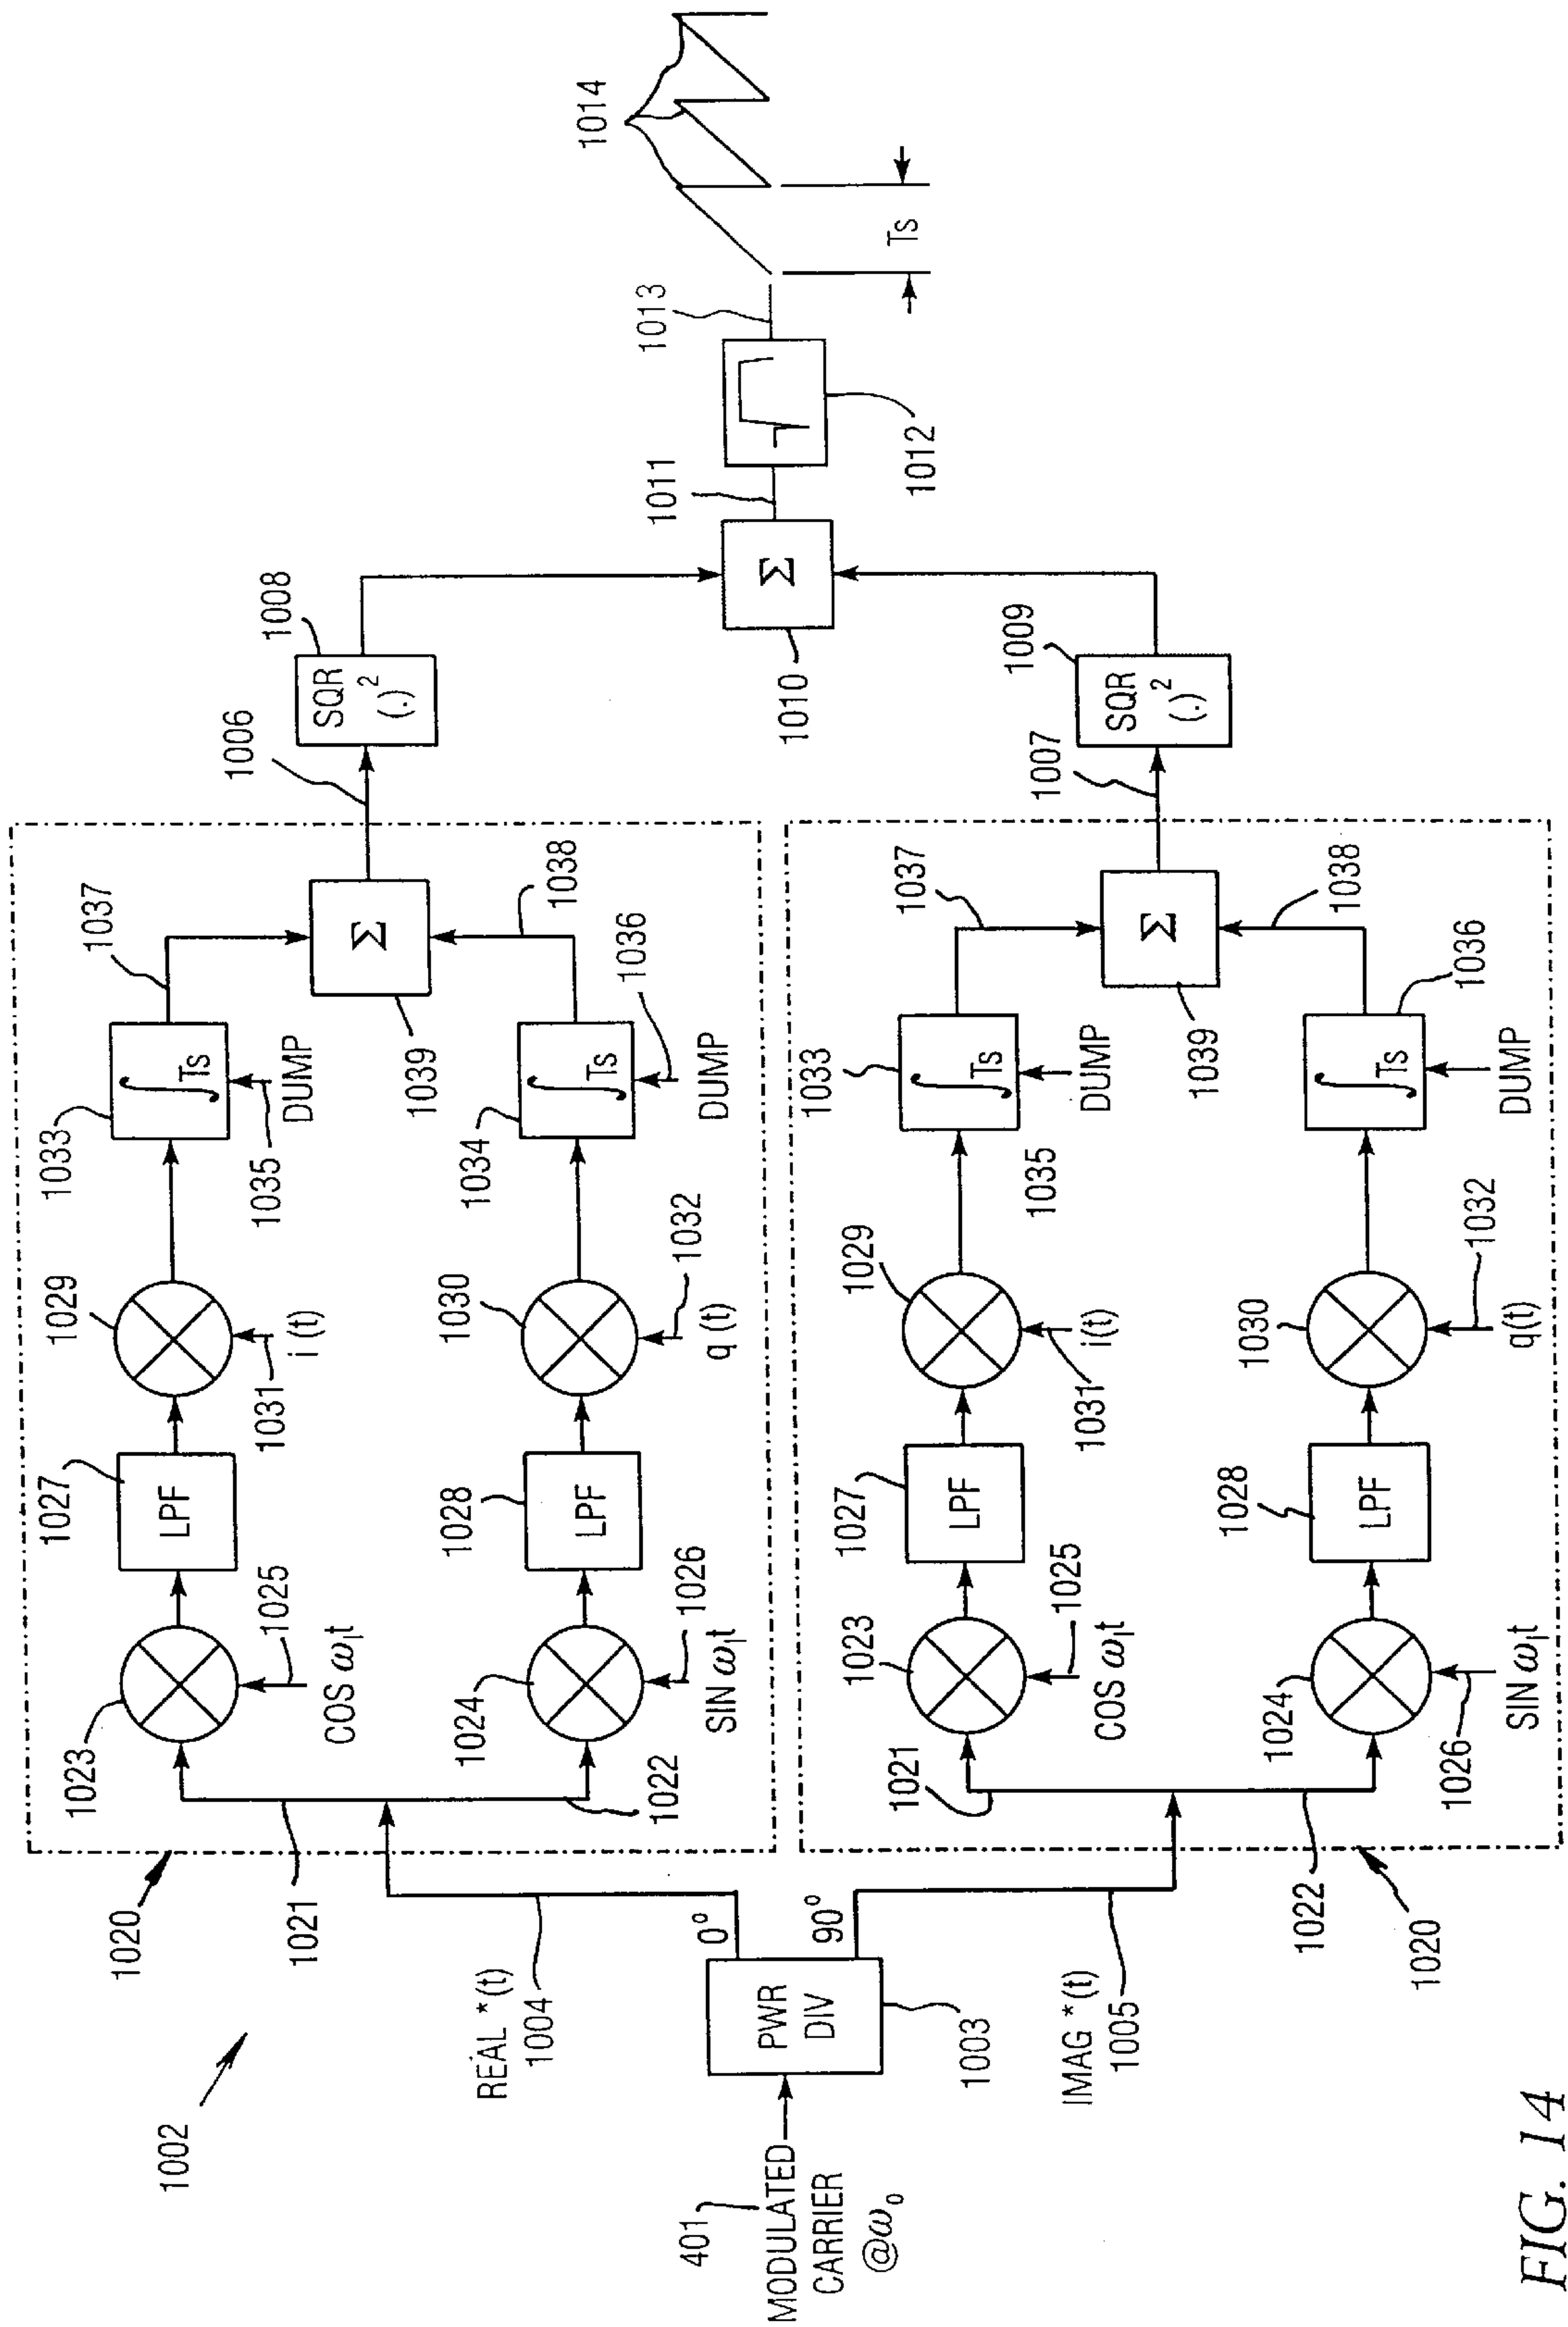 1002
401
MODULATED
CARRIER
@ω₀
PWR
DIV
1003
0°
90°
REAL *(t)
1004
IMAG *(t)
1005
1020
1021
1022
1023
COS ω₁t
1025
1027
LPF
1029
i (t)
1031
1033
∫Ts
1035
DUMP
1037
1024
SIN ω₁t
1026
1028
LPF
1030
q (t)
1032
1034
∫Ts
1036
DUMP
1038
Σ
1039
1006
SQR
(.)²
1008
1020
1021
1022
1023
COS ω₁t
1025
1027
LPF
1029
i(t)
1031
1033
∫Ts
1035
DUMP
1037
1024
SIN ω₁t
1026
1028
LPF
1030
q(t)
1032
∫Ts
1036
DUMP
1038
Σ
1039
1007
SQR
(.)²
1009
Σ
1010
1011
1012
1013
1014
Ts
FIG. 14